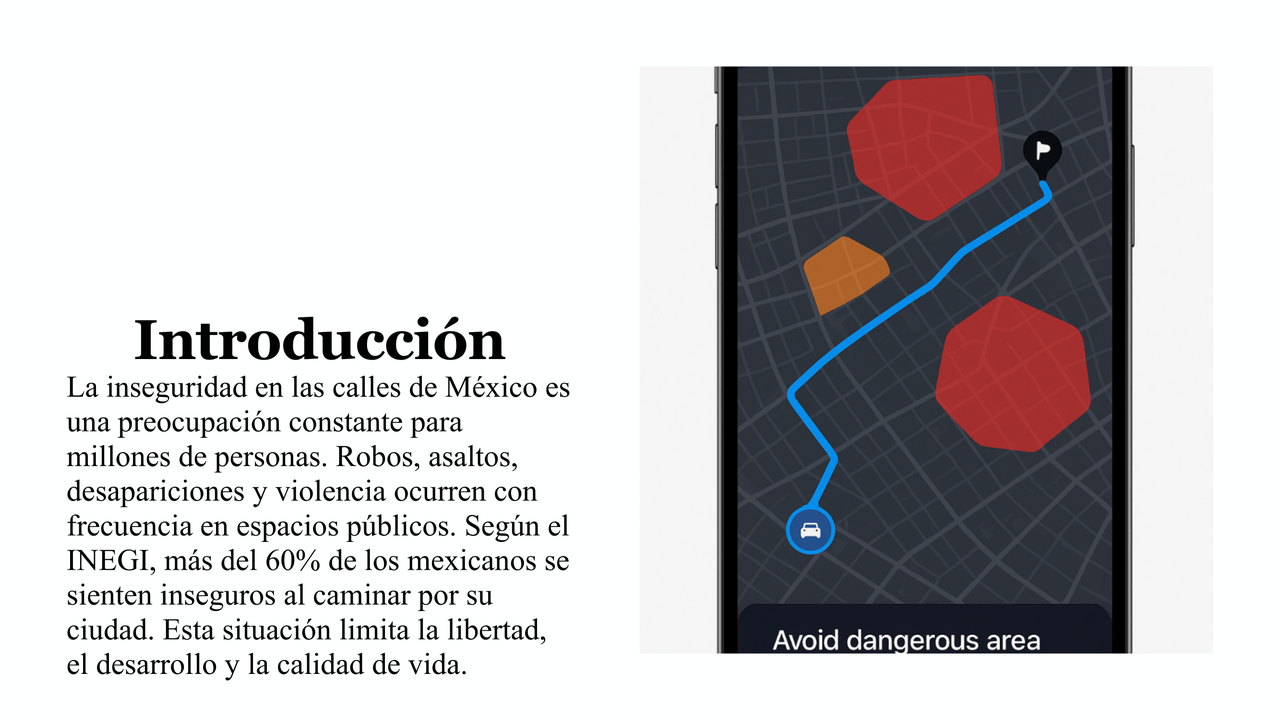 Introducción
La inseguridad en las calles de México es
una preocupación constante para
millones de personas. Robos, asaltos,
desapariciones y violencia ocurren con
frecuencia en espacios públicos. Según el
INEGI, más del 60% de los mexicanos se
sienten inseguros al caminar por su
ciudad. Esta situación limita la libertad,
el desarrollo y la calidad de vida.
Avoid dangerous area